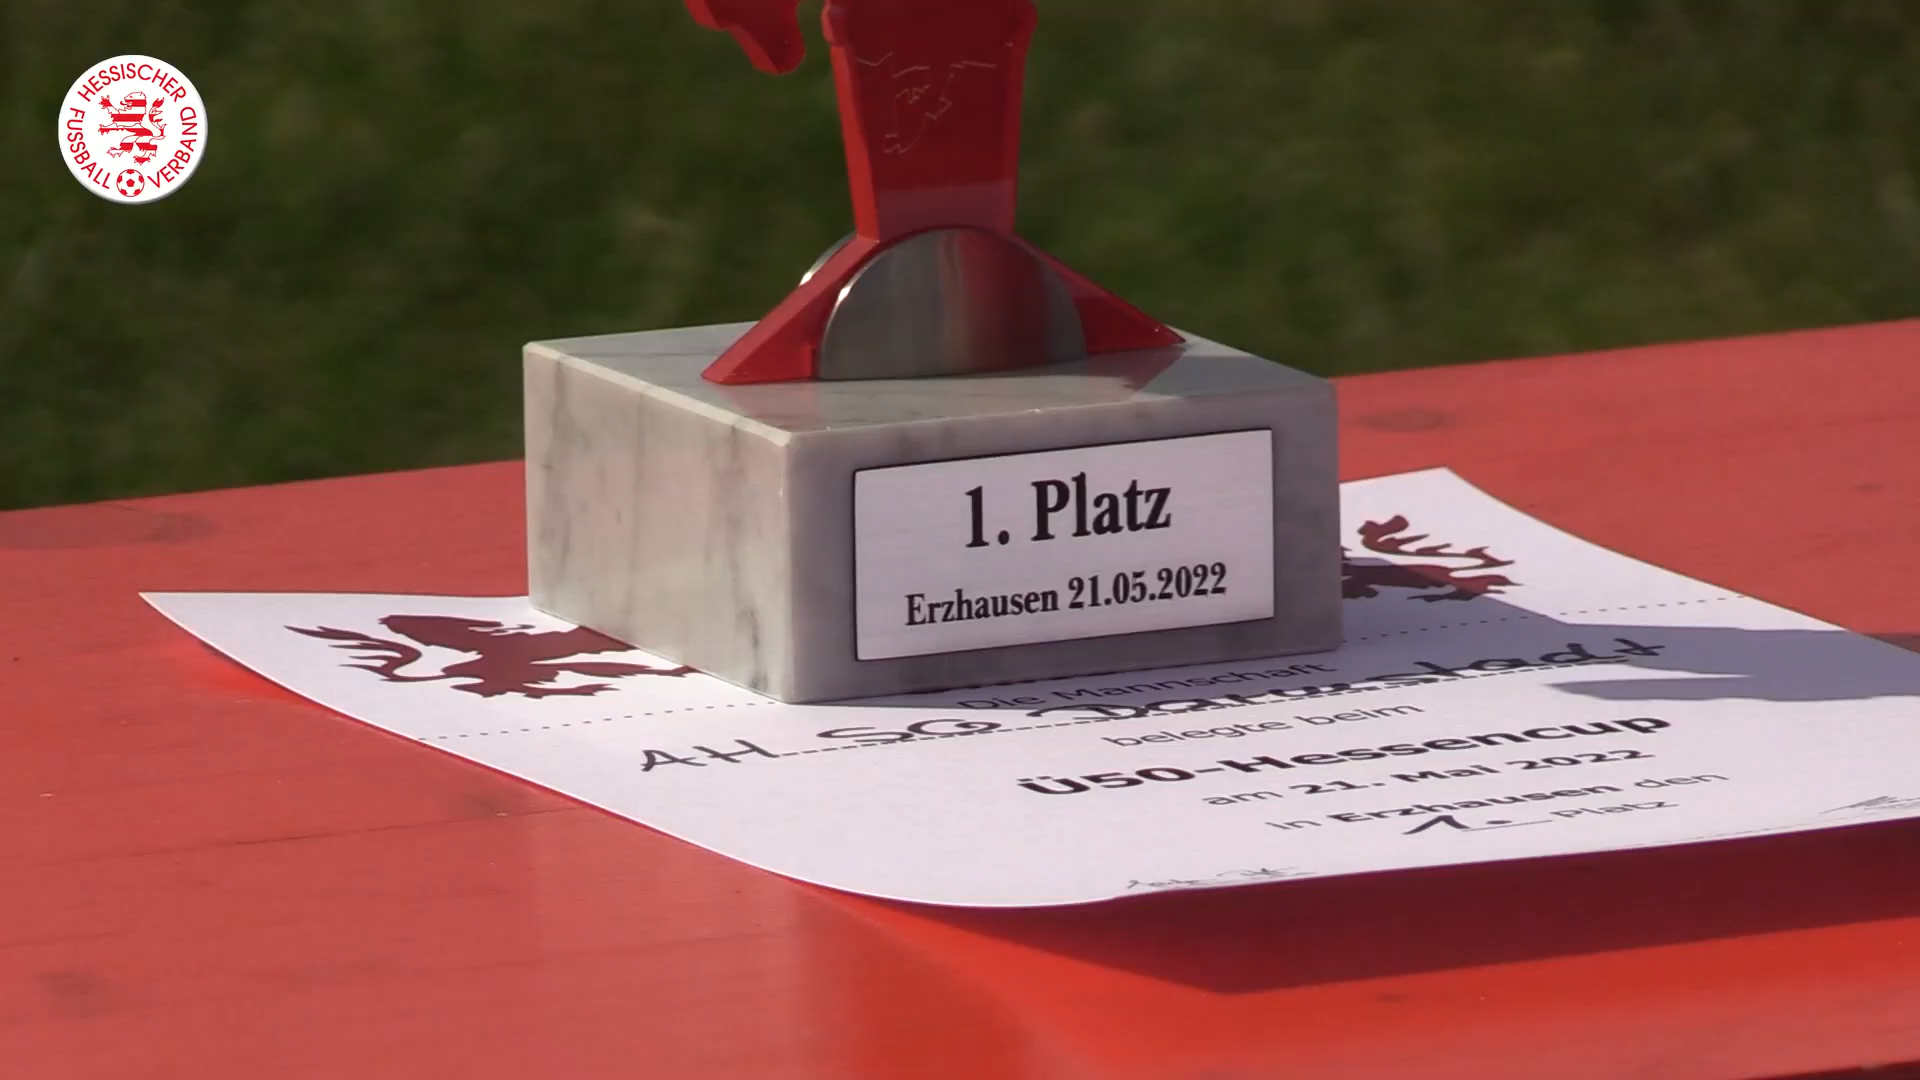 HESSISCHER
FUSSBALL VERBAND
1. Platz
Erzhausen 21.05.2022
Die Mannschaft
AH SG Darmstadt
belegte beim
Ü50-Hessencup
am 21. Mai 2022
in Erzhausen den
1. Platz